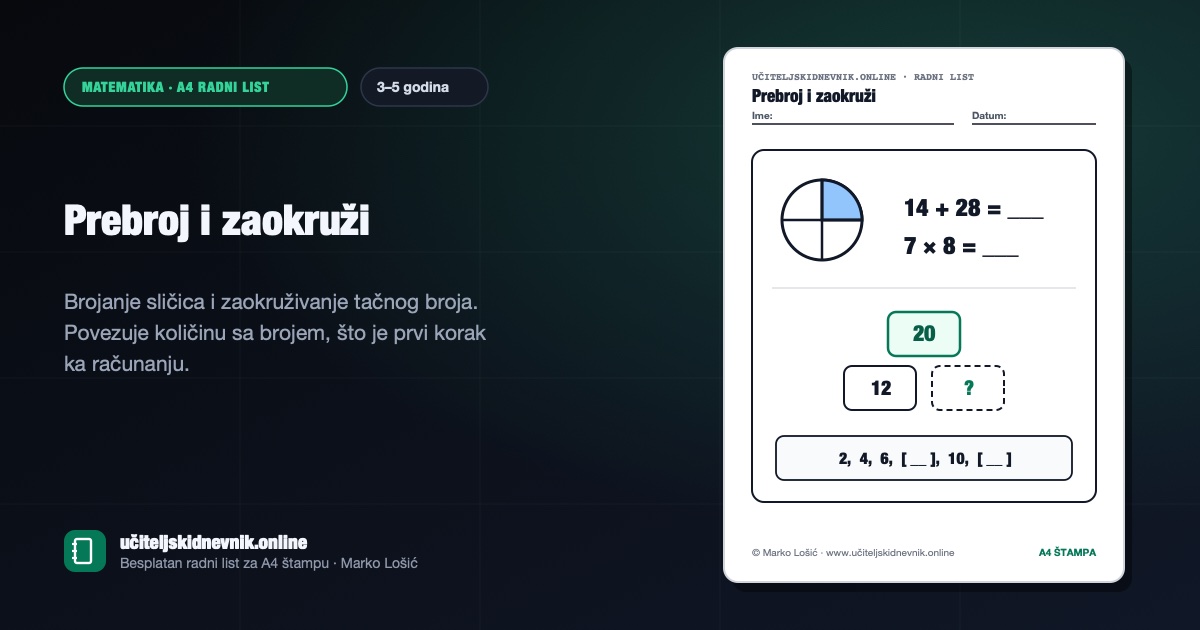 MATEMATIKA · A4 RADNI LIST
3–5 godina
Prebroj i zaokruži
Brojanje sličica i zaokruživanje tačnog broja.
Povezuje količinu sa brojem, što je prvi korak
ka računanju.
učiteljskidnevnik.online
Besplatan radni list za A4 štampu · Marko Lošić
UČITELJSKIDNEVNIK.ONLINE · RADNI LIST
Prebroj i zaokruži
Ime:
Datum:
14 + 28 = ___
7 × 8 = ___
20
12
?
2, 4, 6, [ __ ], 10, [ __ ]
© Marko Lošić · www.učiteljskidnevnik.online
A4 ŠTAMPA